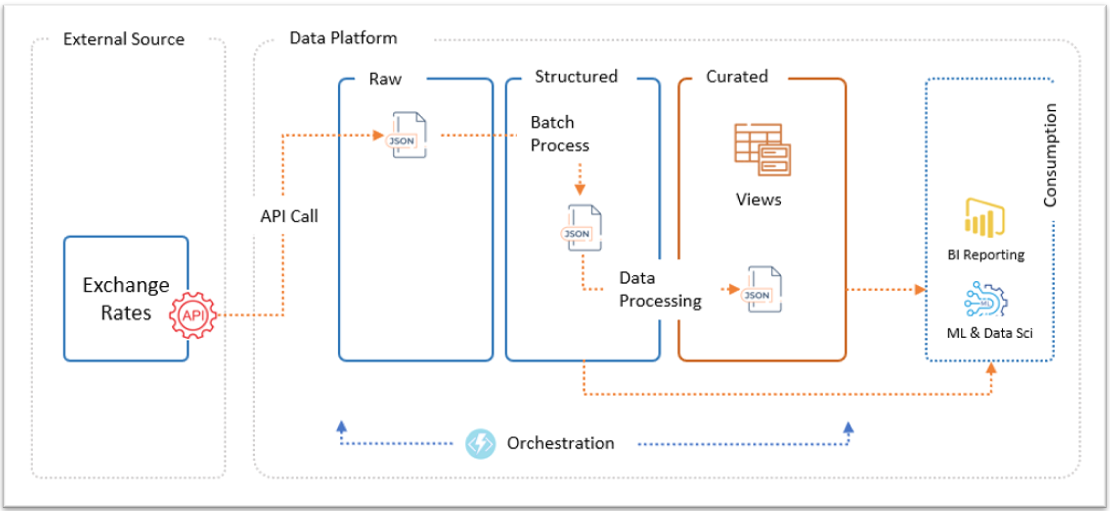 External Source
Data Platform
Raw
Structured
Curated
Consumption
JSON
Batch
Process
Views
API Call
JSON
BI Reporting
Exchange
Rates
API
Data
Processing
JSON
ML
ML & Data Sci
Orchestration